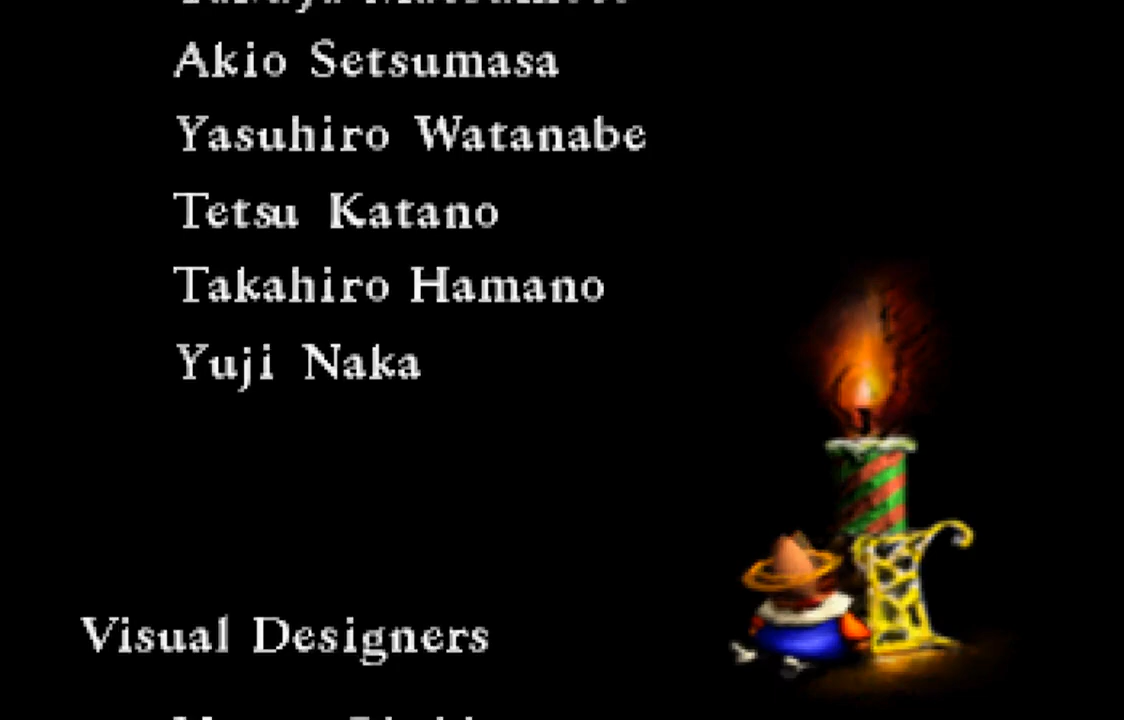 Akio Setsumasa
Yasuhiro Watanabe
Tetsu Katano
Takahiro Hamano
Yuji Naka
Visual Designers